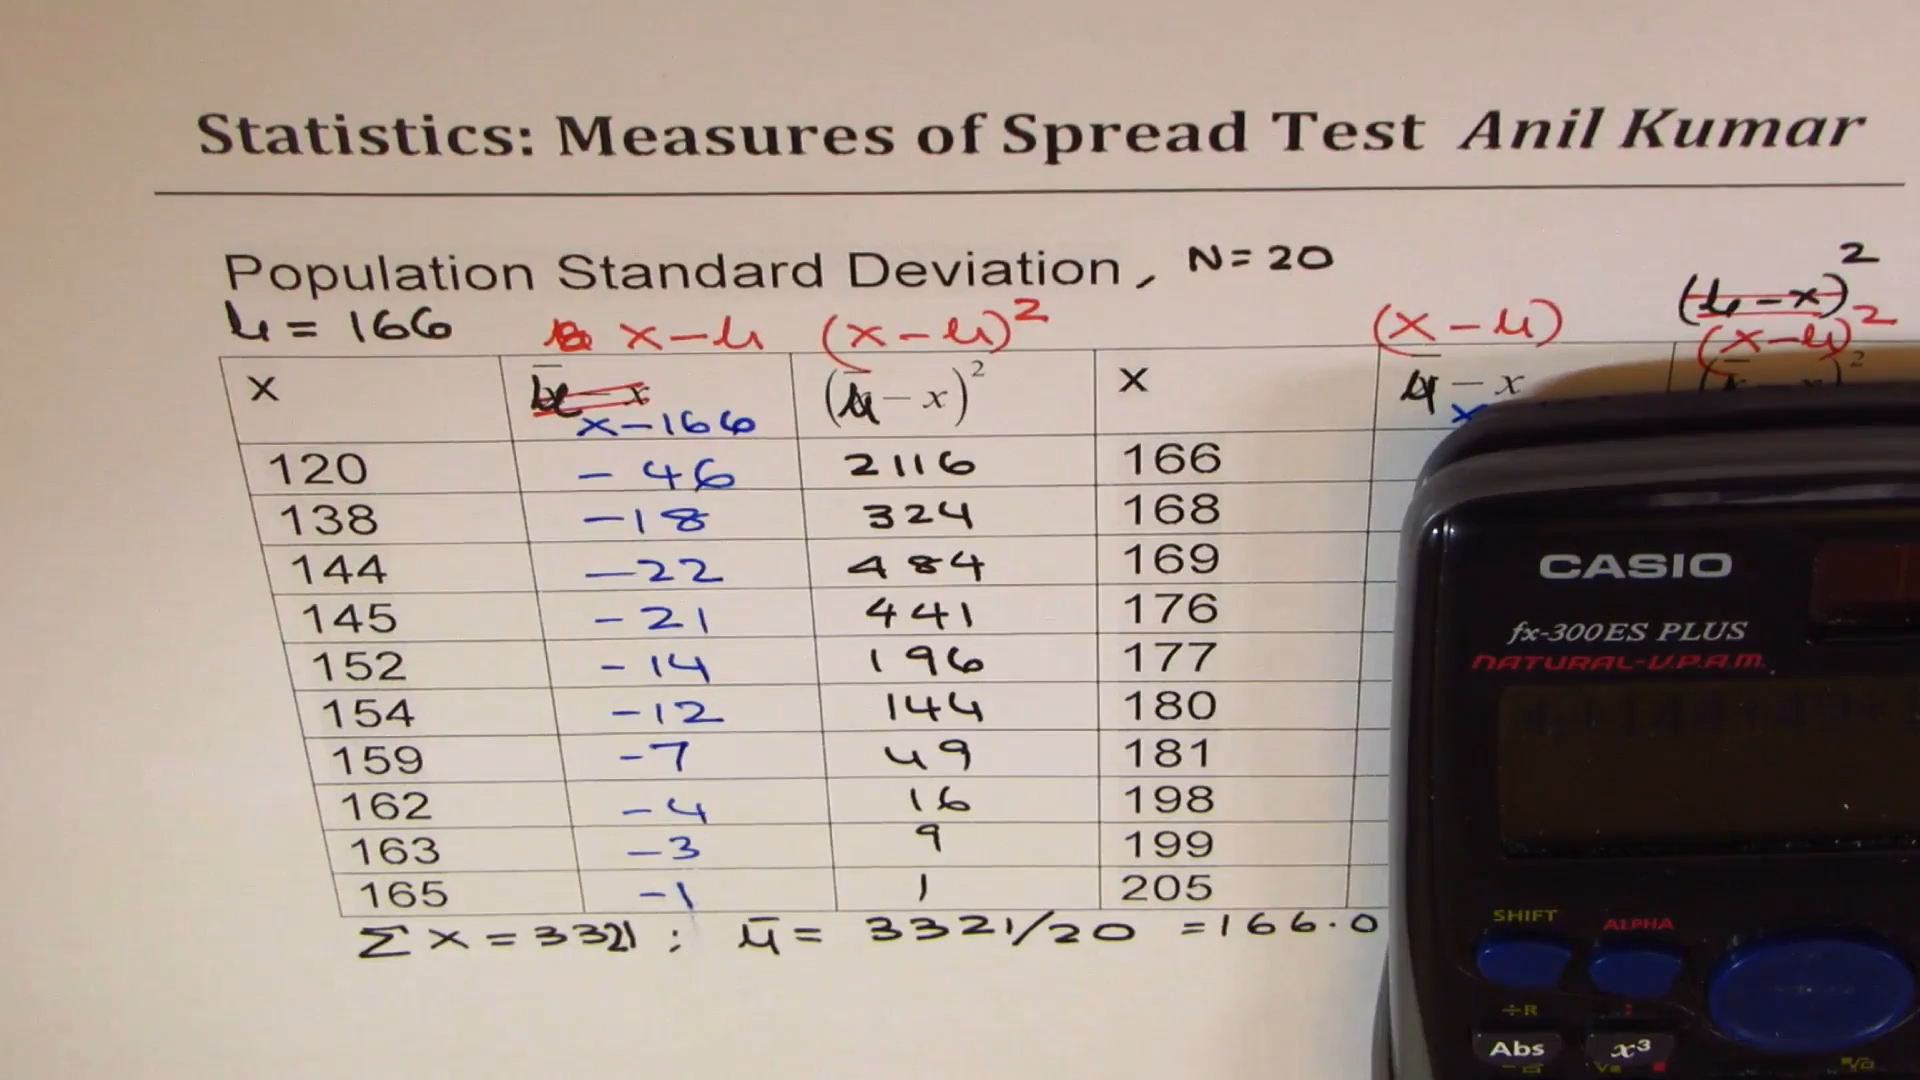 Statistics: Measures of Spread Test Anil Kumar
Population Standard Deviation, N = 20
μ = 166
x - μ (x - μ)² (x - μ) (μ - x)²
(x - μ)²
x μ - x (μ - x)² x μ - x
x - 166
120 - 46 2116 166
138 - 18 324 168
144 - 22 484 169
145 - 21 441 176
152 - 14 196 177
154 - 12 144 180
159 - 7 49 181
162 - 4 16 198
163 - 3 9 199
165 - 1 1 205
Σ x = 3321 ; μ̄ = 3321/20 = 166.0
CASIO
fx-300ES PLUS
NATURAL-V.P.A.M.
SHIFT ALPHA
÷R
Abs x³